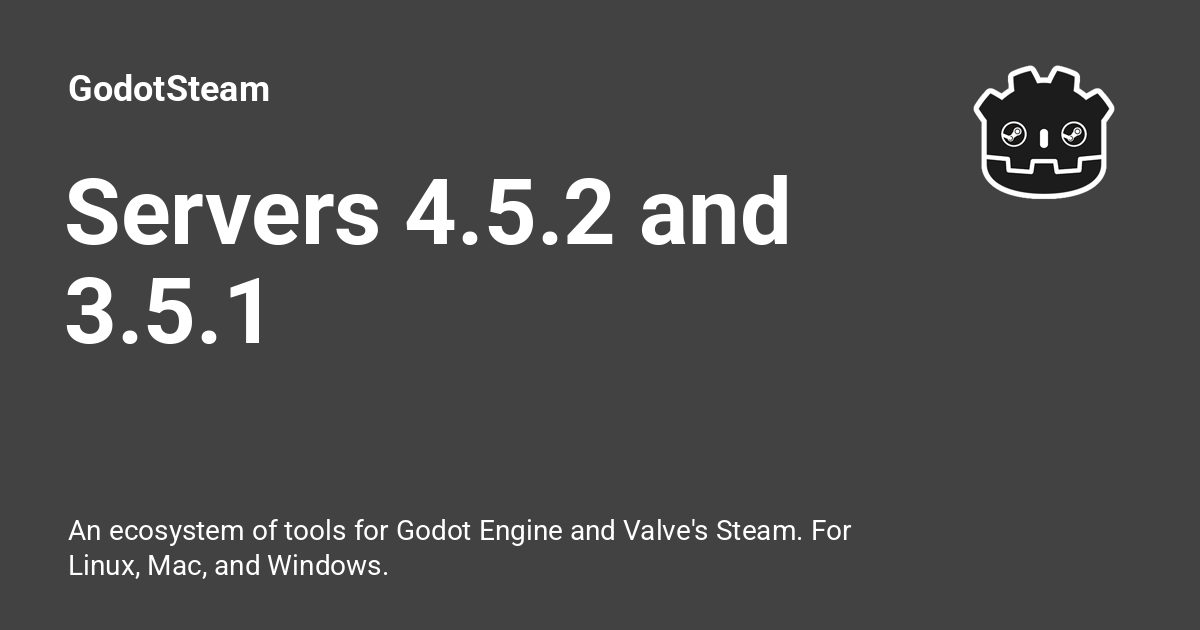 GodotSteam
Servers 4.5.2 and
3.5.1
An ecosystem of tools for Godot Engine and Valve's Steam. For
Linux, Mac, and Windows.